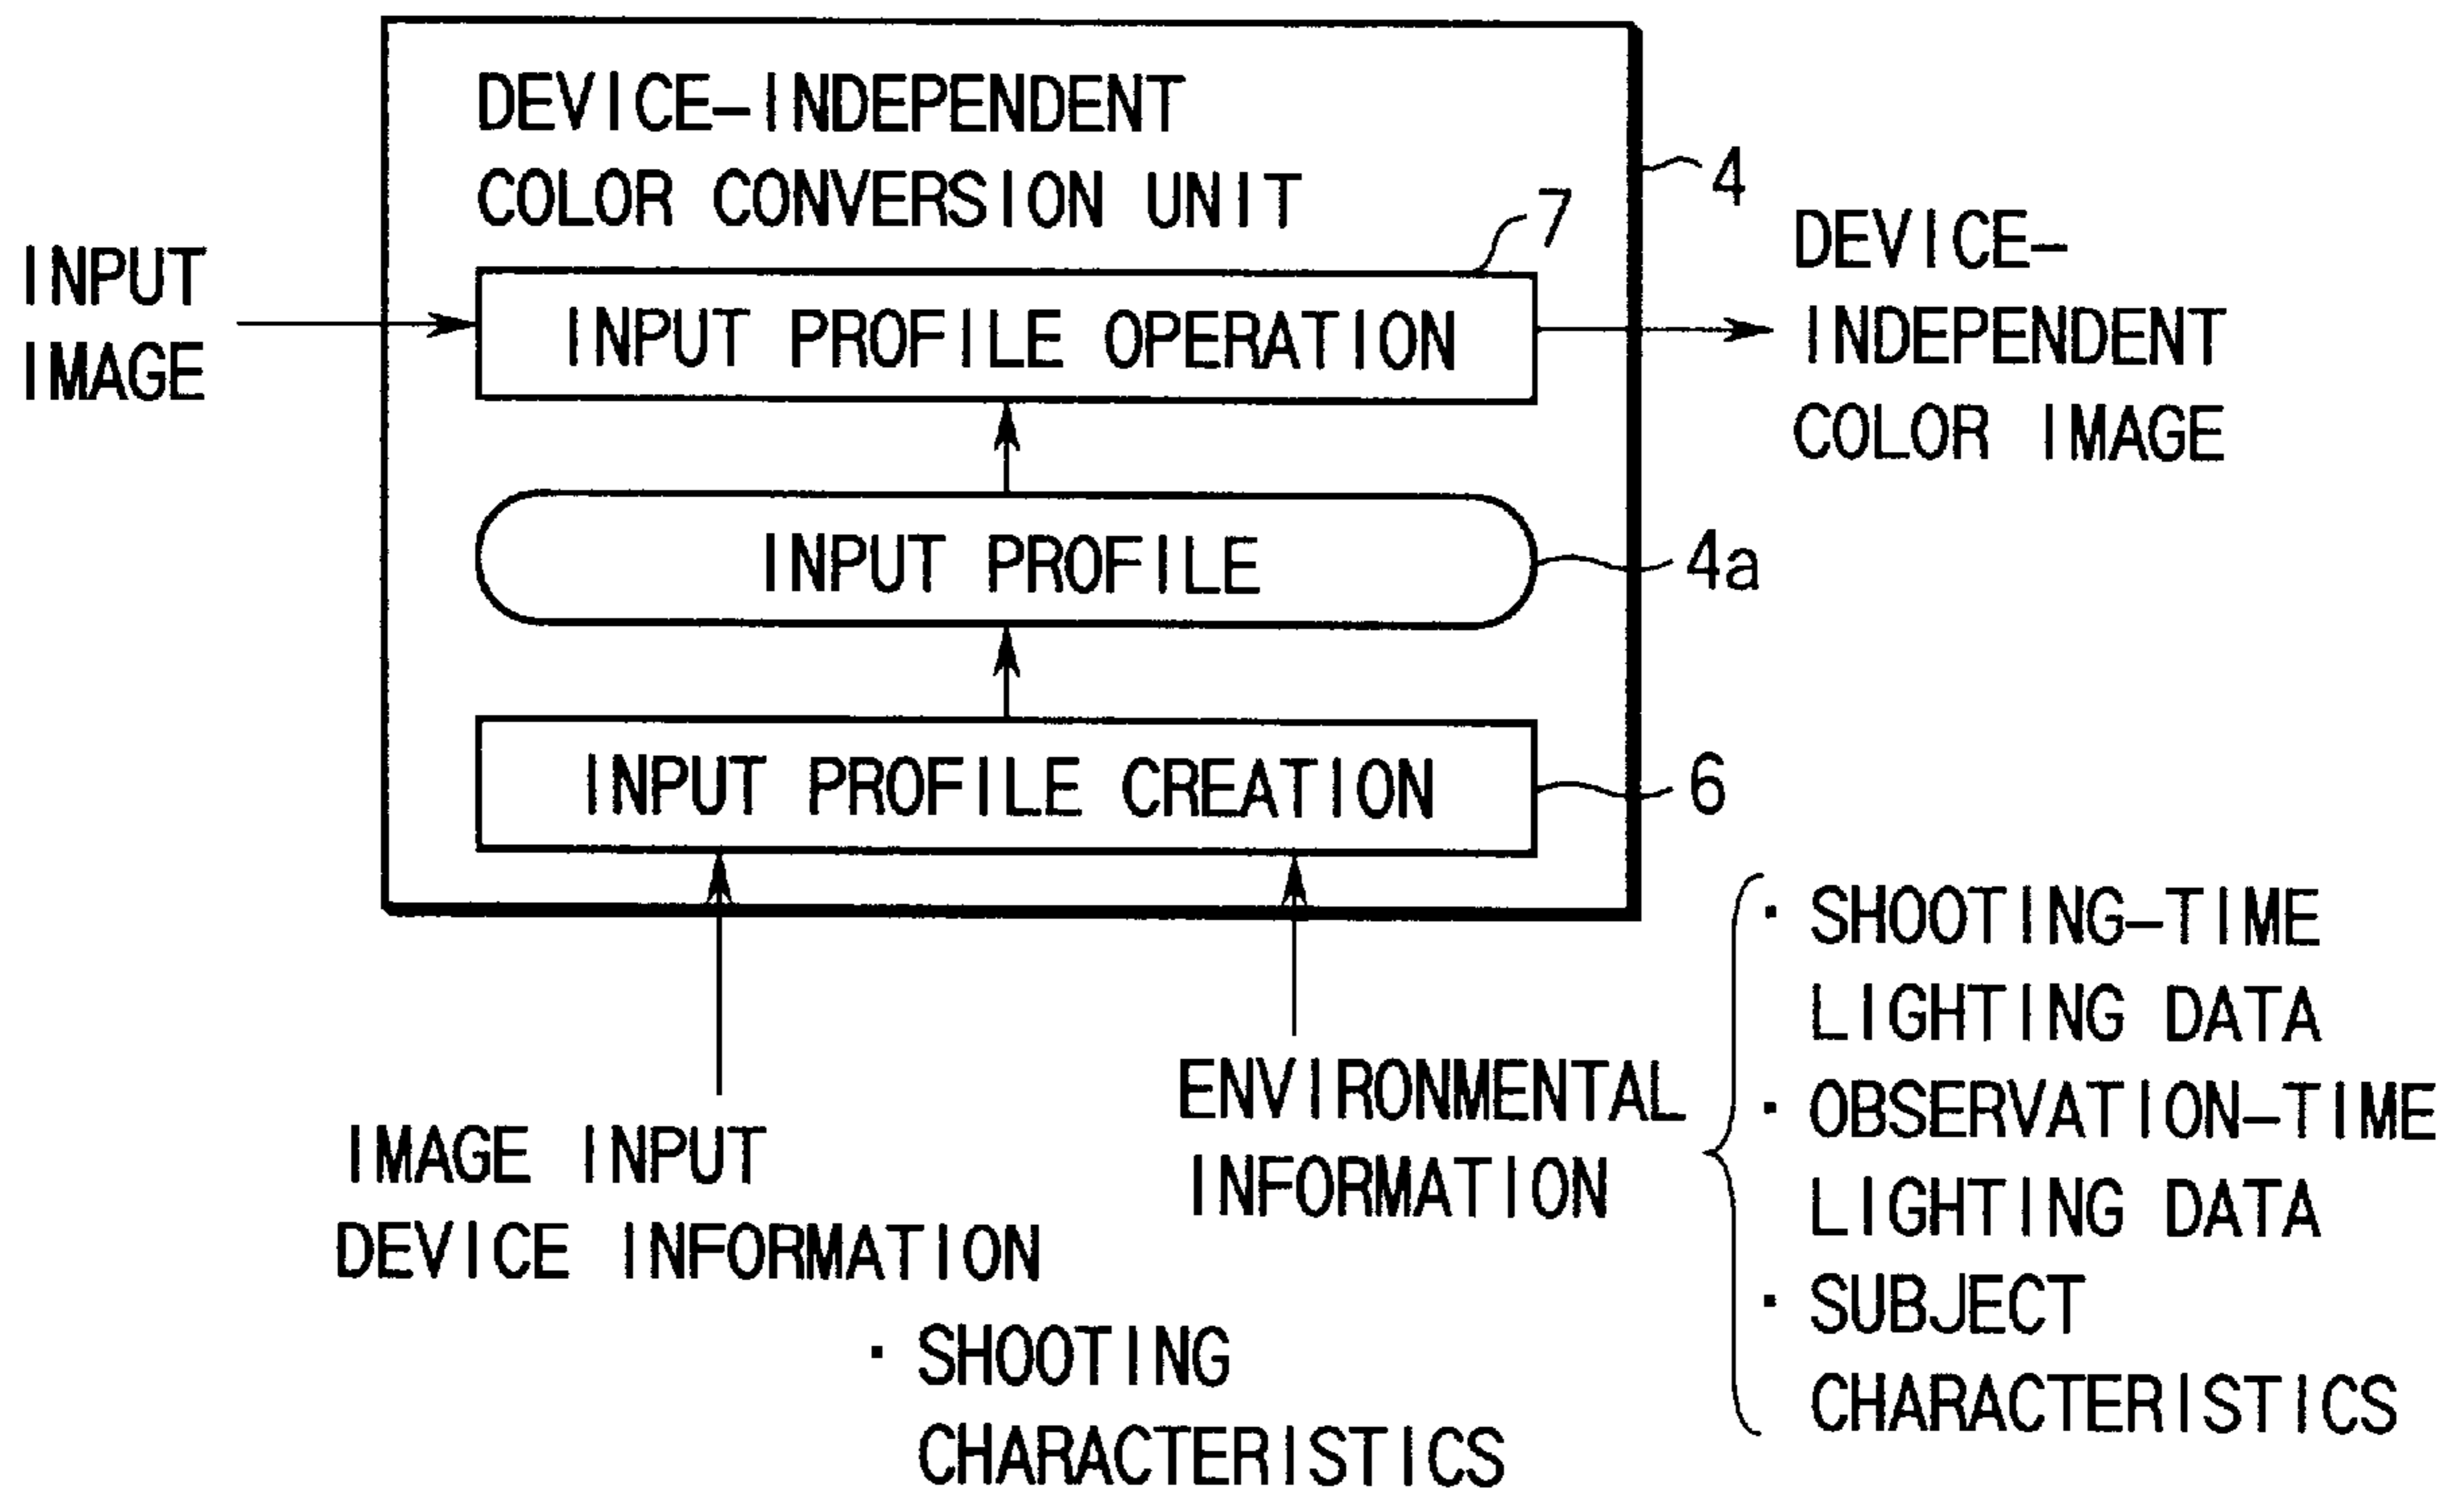 DEVICE-INDEPENDENT
COLOR CONVERSION UNIT
4
7
INPUT
IMAGE
INPUT PROFILE OPERATION
DEVICE-
INDEPENDENT
COLOR IMAGE
INPUT PROFILE
4a
INPUT PROFILE CREATION
6
IMAGE INPUT
DEVICE INFORMATION
· SHOOTING
CHARACTERISTICS
ENVIRONMENTAL
INFORMATION
· SHOOTING-TIME
LIGHTING DATA
· OBSERVATION-TIME
LIGHTING DATA
· SUBJECT
CHARACTERISTICS